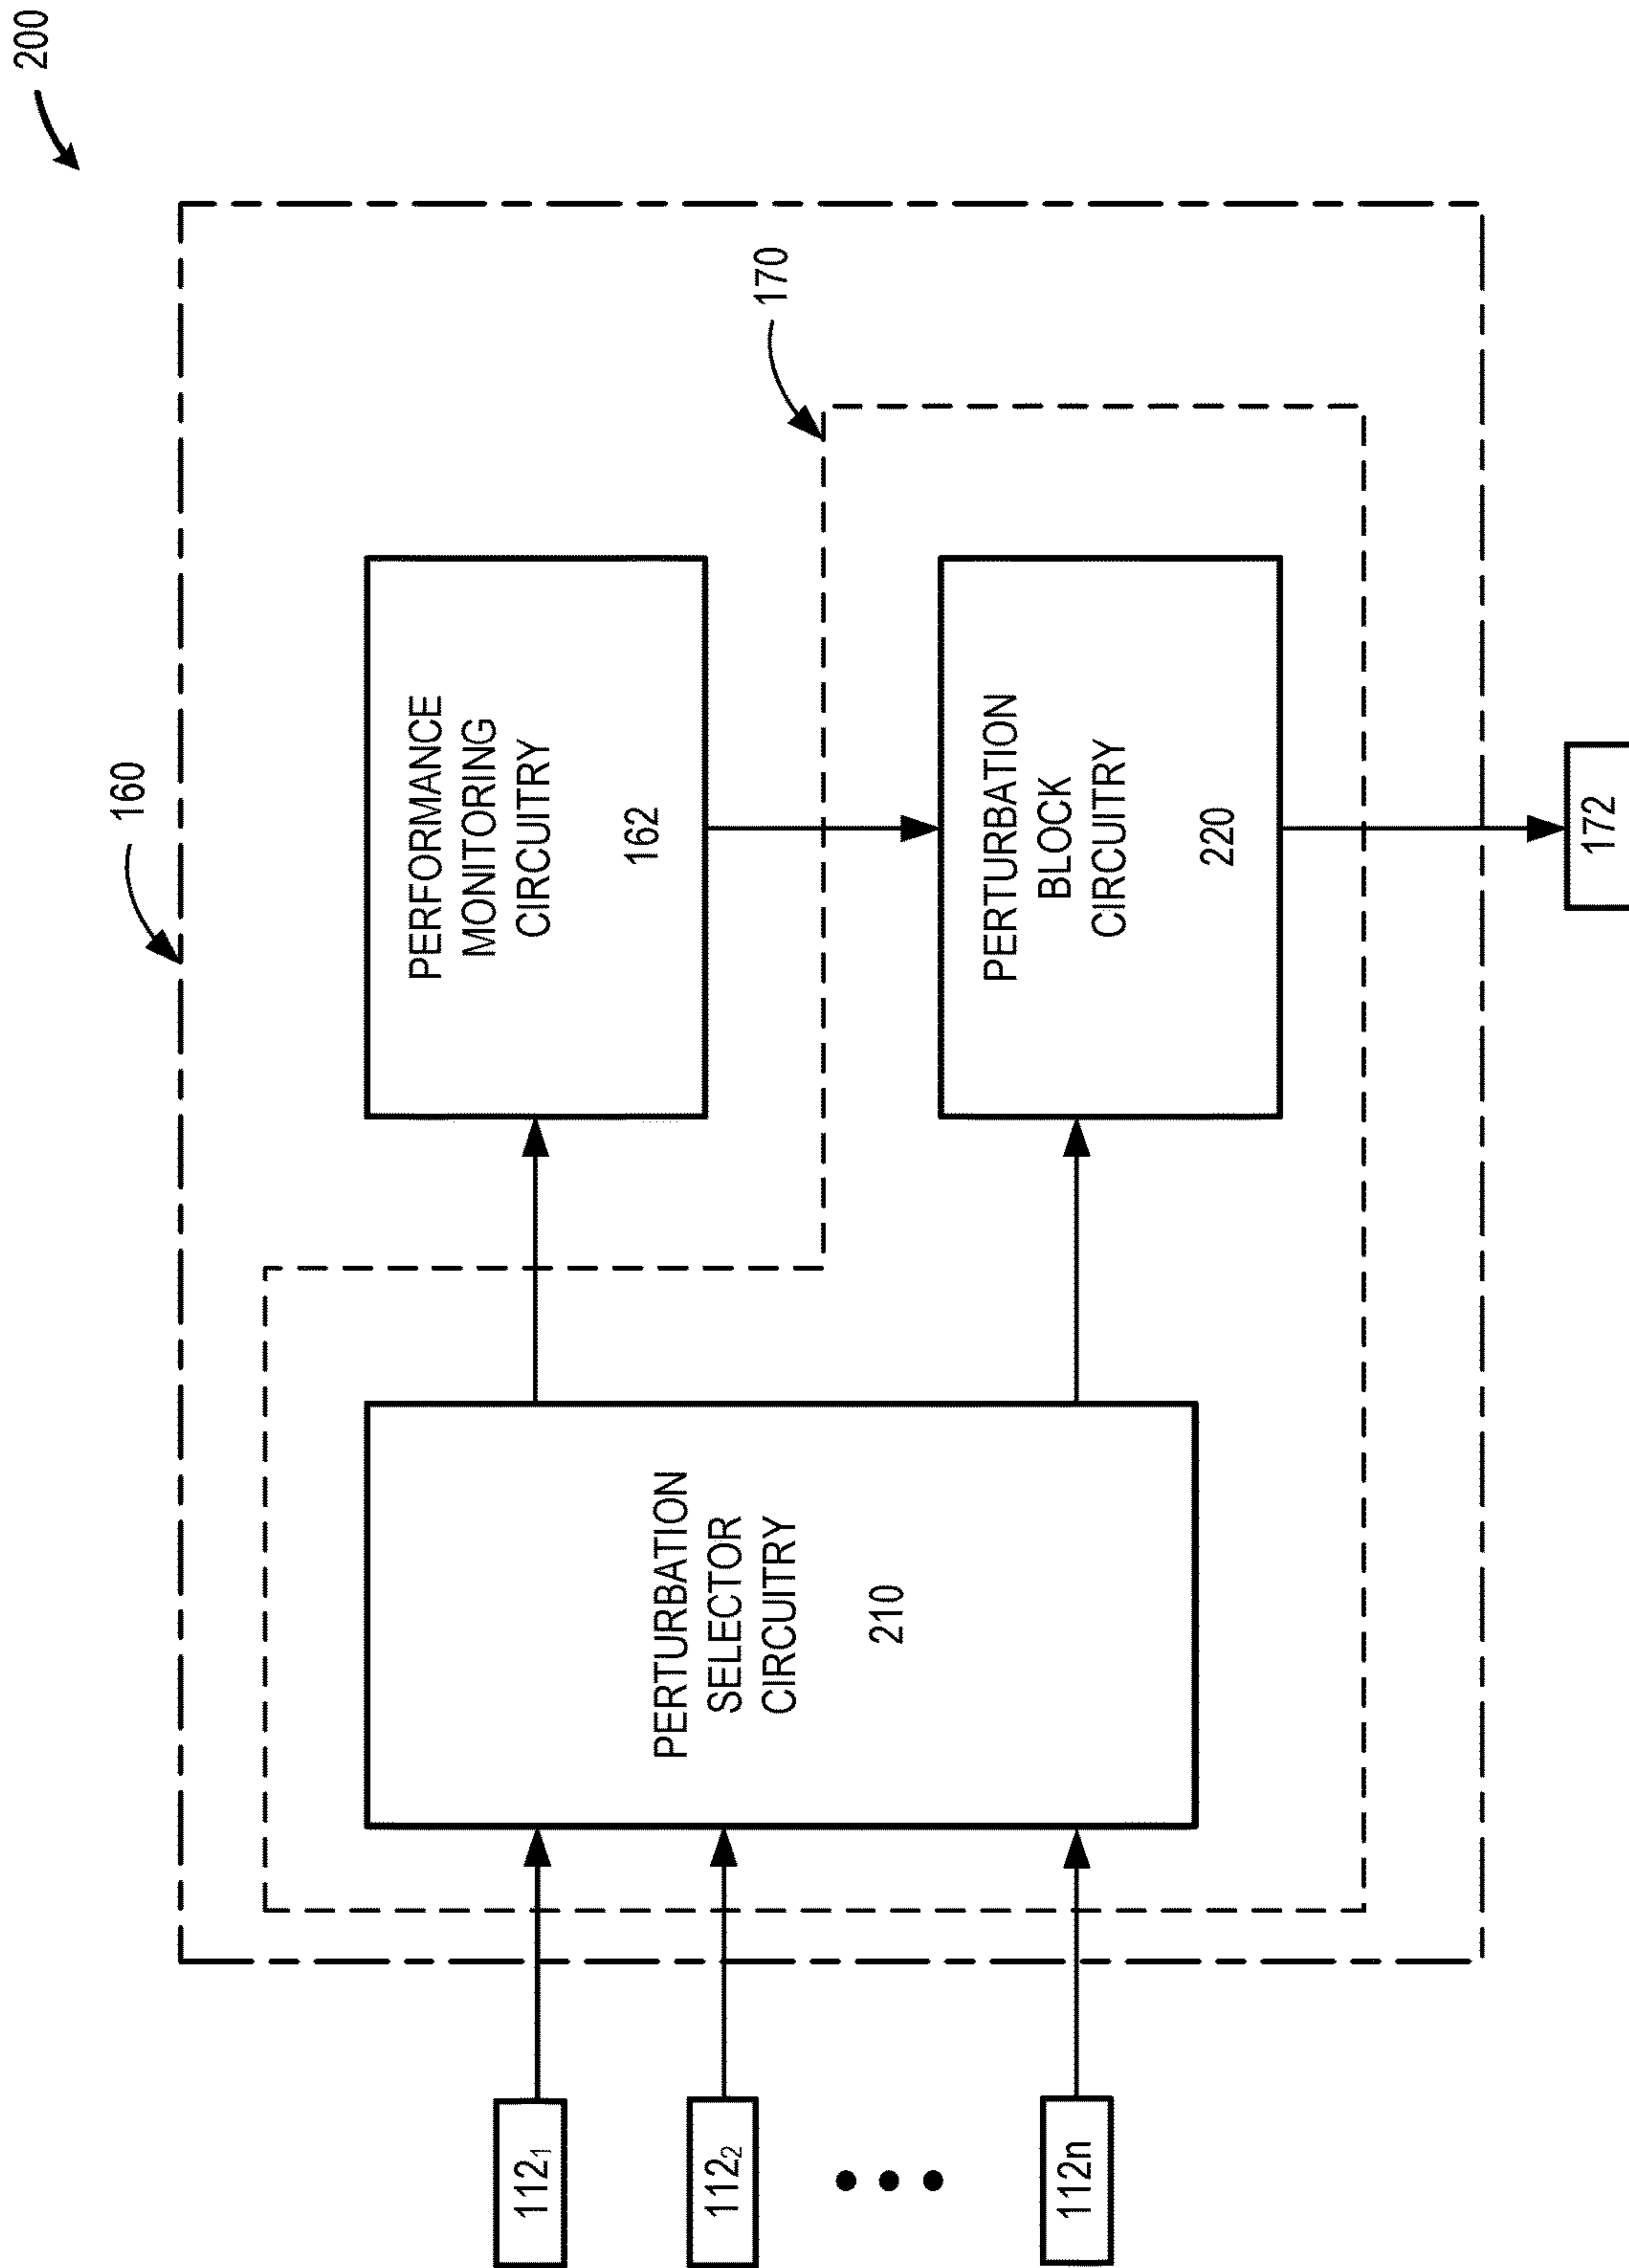 200
160
170
PERFORMANCE
MONITORING
CIRCUITRY
162
PERTURBATION
SELECTOR
CIRCUITRY
210
PERTURBATION
BLOCK
CIRCUITRY
220
112₁
112₂
112n
172